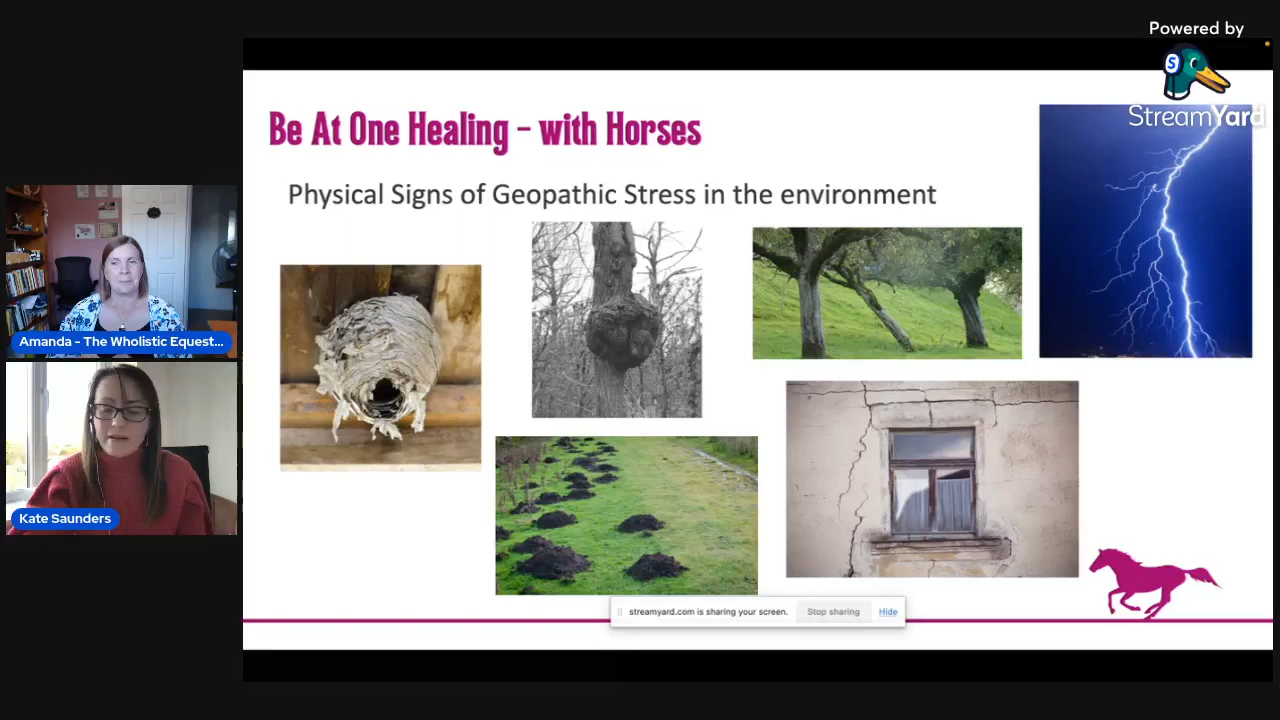 Powered by
S
StreamYard
Be At One Healing - with Horses
Physical Signs of Geopathic Stress in the environment
Amanda - The Wholistic Equest...
Kate Saunders
streamyard.com is sharing your screen. Stop sharing Hide